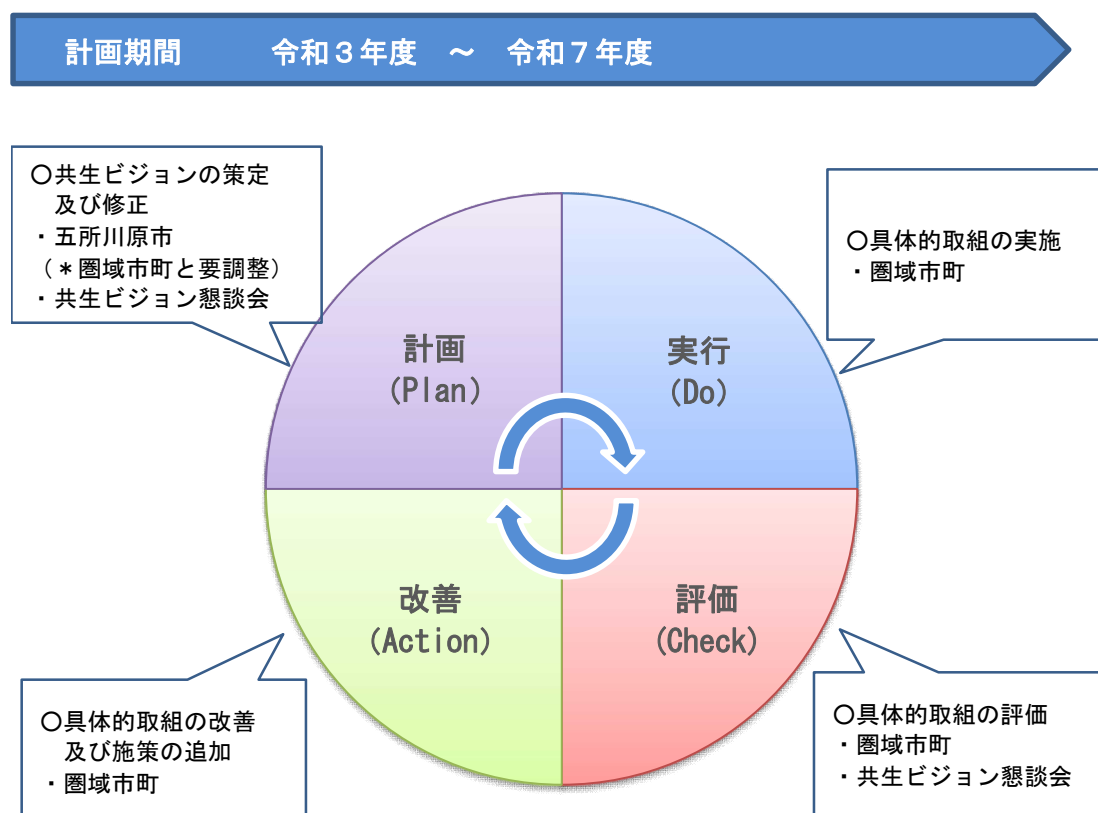 計画期間　　　令和３年度　～　令和７年度
〇共生ビジョンの策定
及び修正
・五所川原市
（＊圏域市町と要調整）
・共生ビジョン懇談会
〇具体的取組の実施
・圏域市町
計画
(Plan)
実行
(Do)
改善
(Action)
評価
(Check)
〇具体的取組の改善
及び施策の追加
・圏域市町
〇具体的取組の評価
・圏域市町
・共生ビジョン懇談会